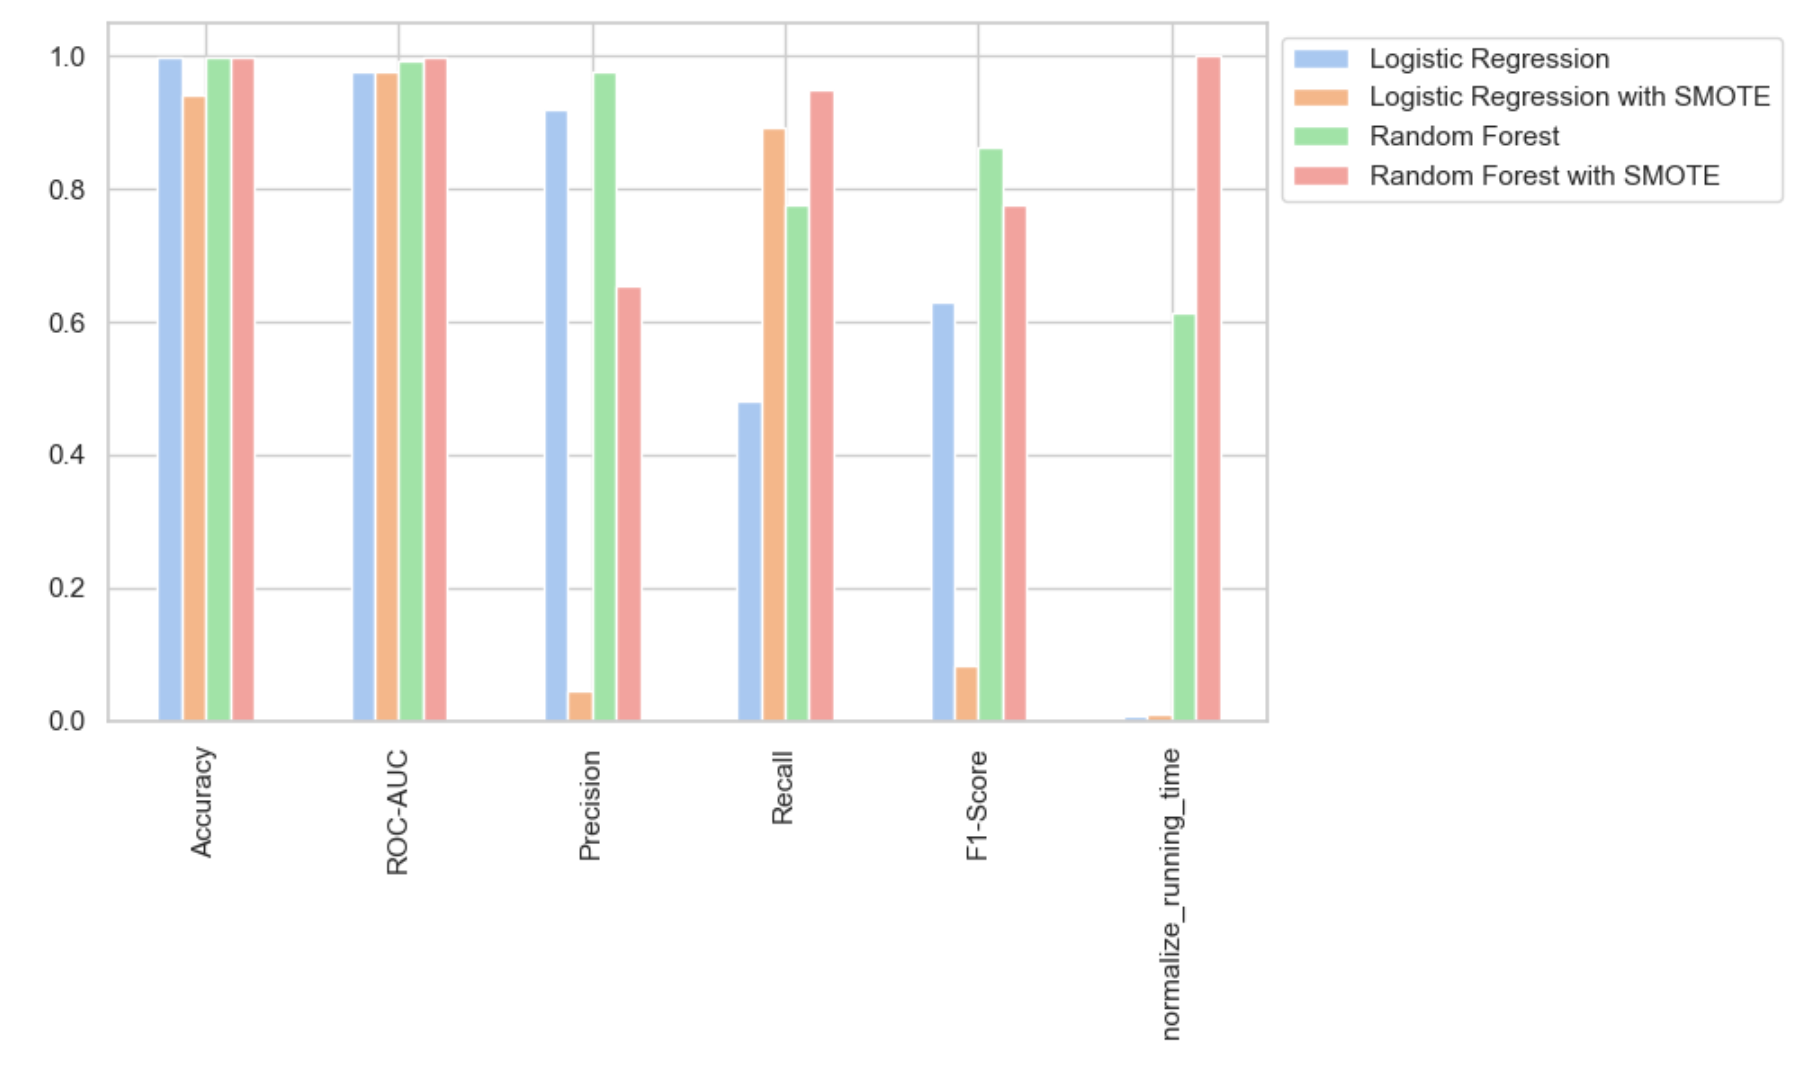 1.0
0.8
0.6
0.4
0.2
0.0
Accuracy
ROC-AUC
Precision
Recall
F1-Score
normalize_running_time
Logistic Regression
Logistic Regression with SMOTE
Random Forest
Random Forest with SMOTE